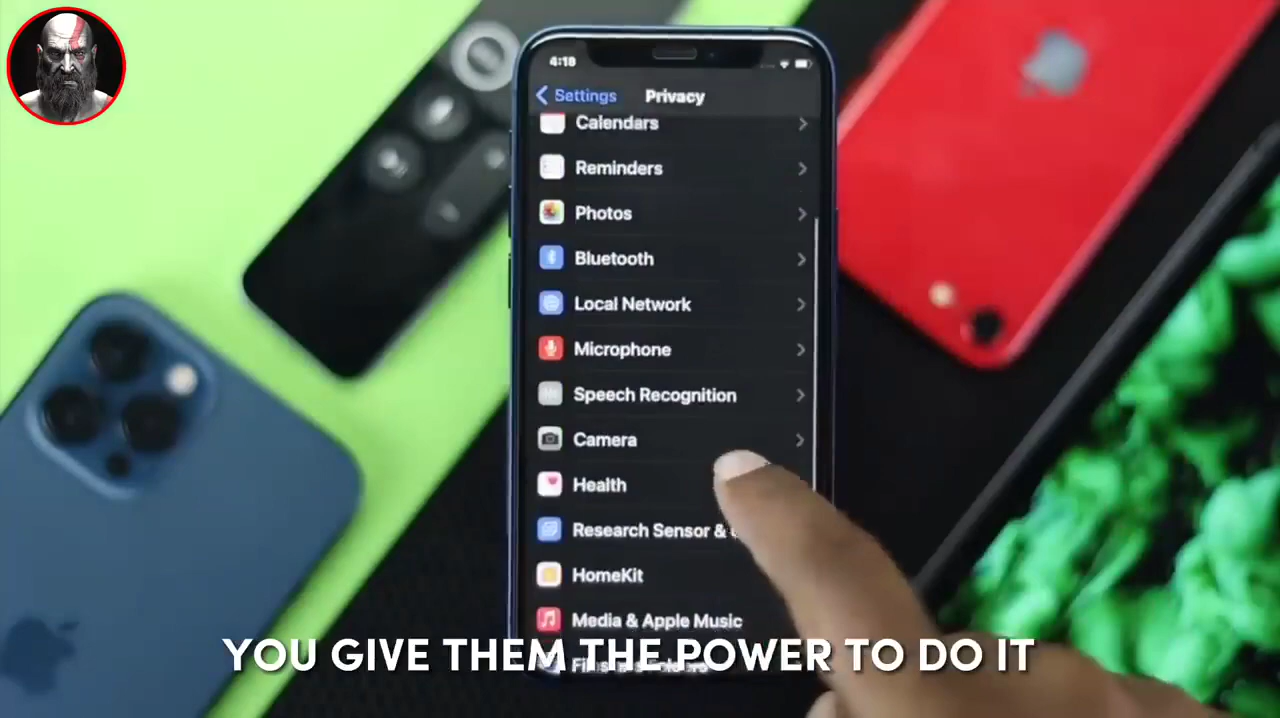 4:18
Settings
Privacy
Calendars
Reminders
Photos
Bluetooth
Local Network
Microphone
Speech Recognition
Camera
Health
Research Sensor &
HomeKit
Media & Apple Music
YOU GIVE THEM THE POWER TO DO IT